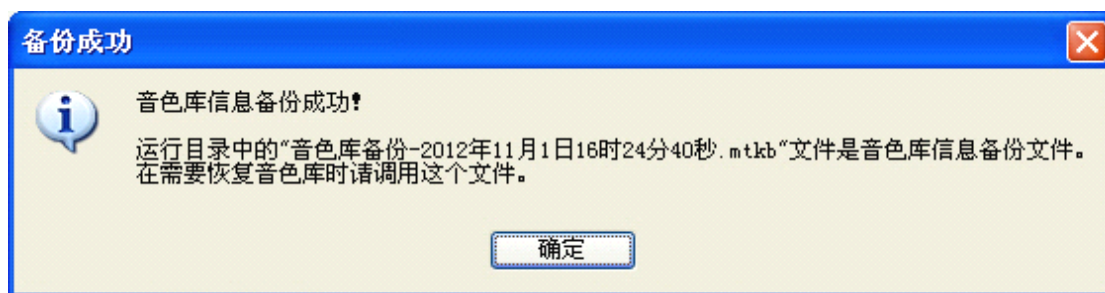 备份成功
音色库信息备份成功!
运行目录中的"音色库备份-2012年11月1日16时24分40秒.mtkb"文件是音色库信息备份文件。
在需要恢复音色库时请调用这个文件。
确定